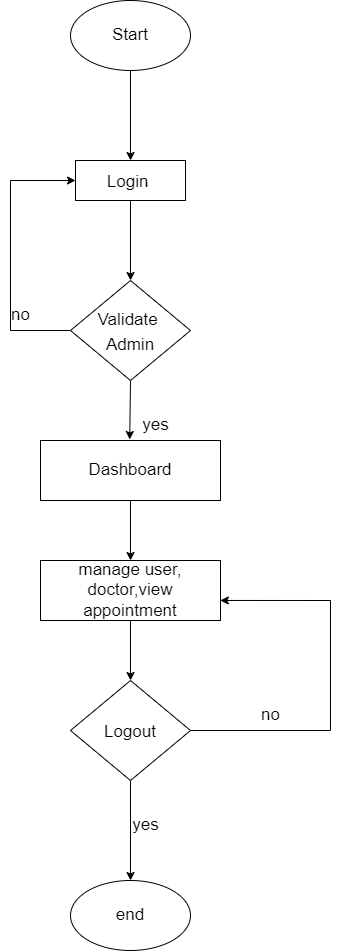 Start
Login
no
Validate
Admin
yes
Dashboard
manage user,
doctor,view
appointment
no
Logout
yes
end